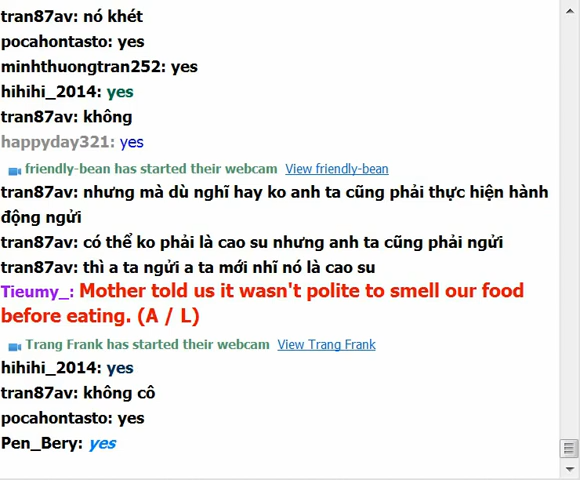 tran87av: nó khét
pocahontasto: yes
minhthuongtran252: yes
hihihi_2014: yes
tran87av: không
happyday321: yes
friendly-bean has started their webcam View friendly-bean
tran87av: nhưng mà dù nghĩ hay ko anh ta cũng phải thực hiện hành
động ngửi
tran87av: có thể ko phải là cao su nhưng anh ta cũng phải ngửi
tran87av: thì a ta ngửi a ta mới nhĩ nó là cao su
Tieumy_: Mother told us it wasn't polite to smell our food
before eating. (A / L)
Trang Frank has started their webcam View Trang Frank
hihihi_2014: yes
tran87av: không cô
pocahontasto: yes
Pen_Bery: yes